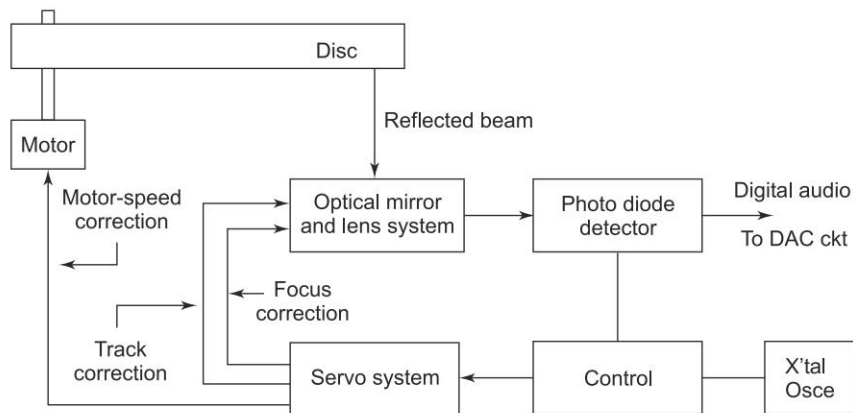 Disc
Reflected beam
Motor
Motor-speed
correction
Optical mirror
and lens system
Photo diode
detector
Digital audio
To DAC ckt
Focus
correction
Track
correction
Servo system
Control
X'tal
Osce